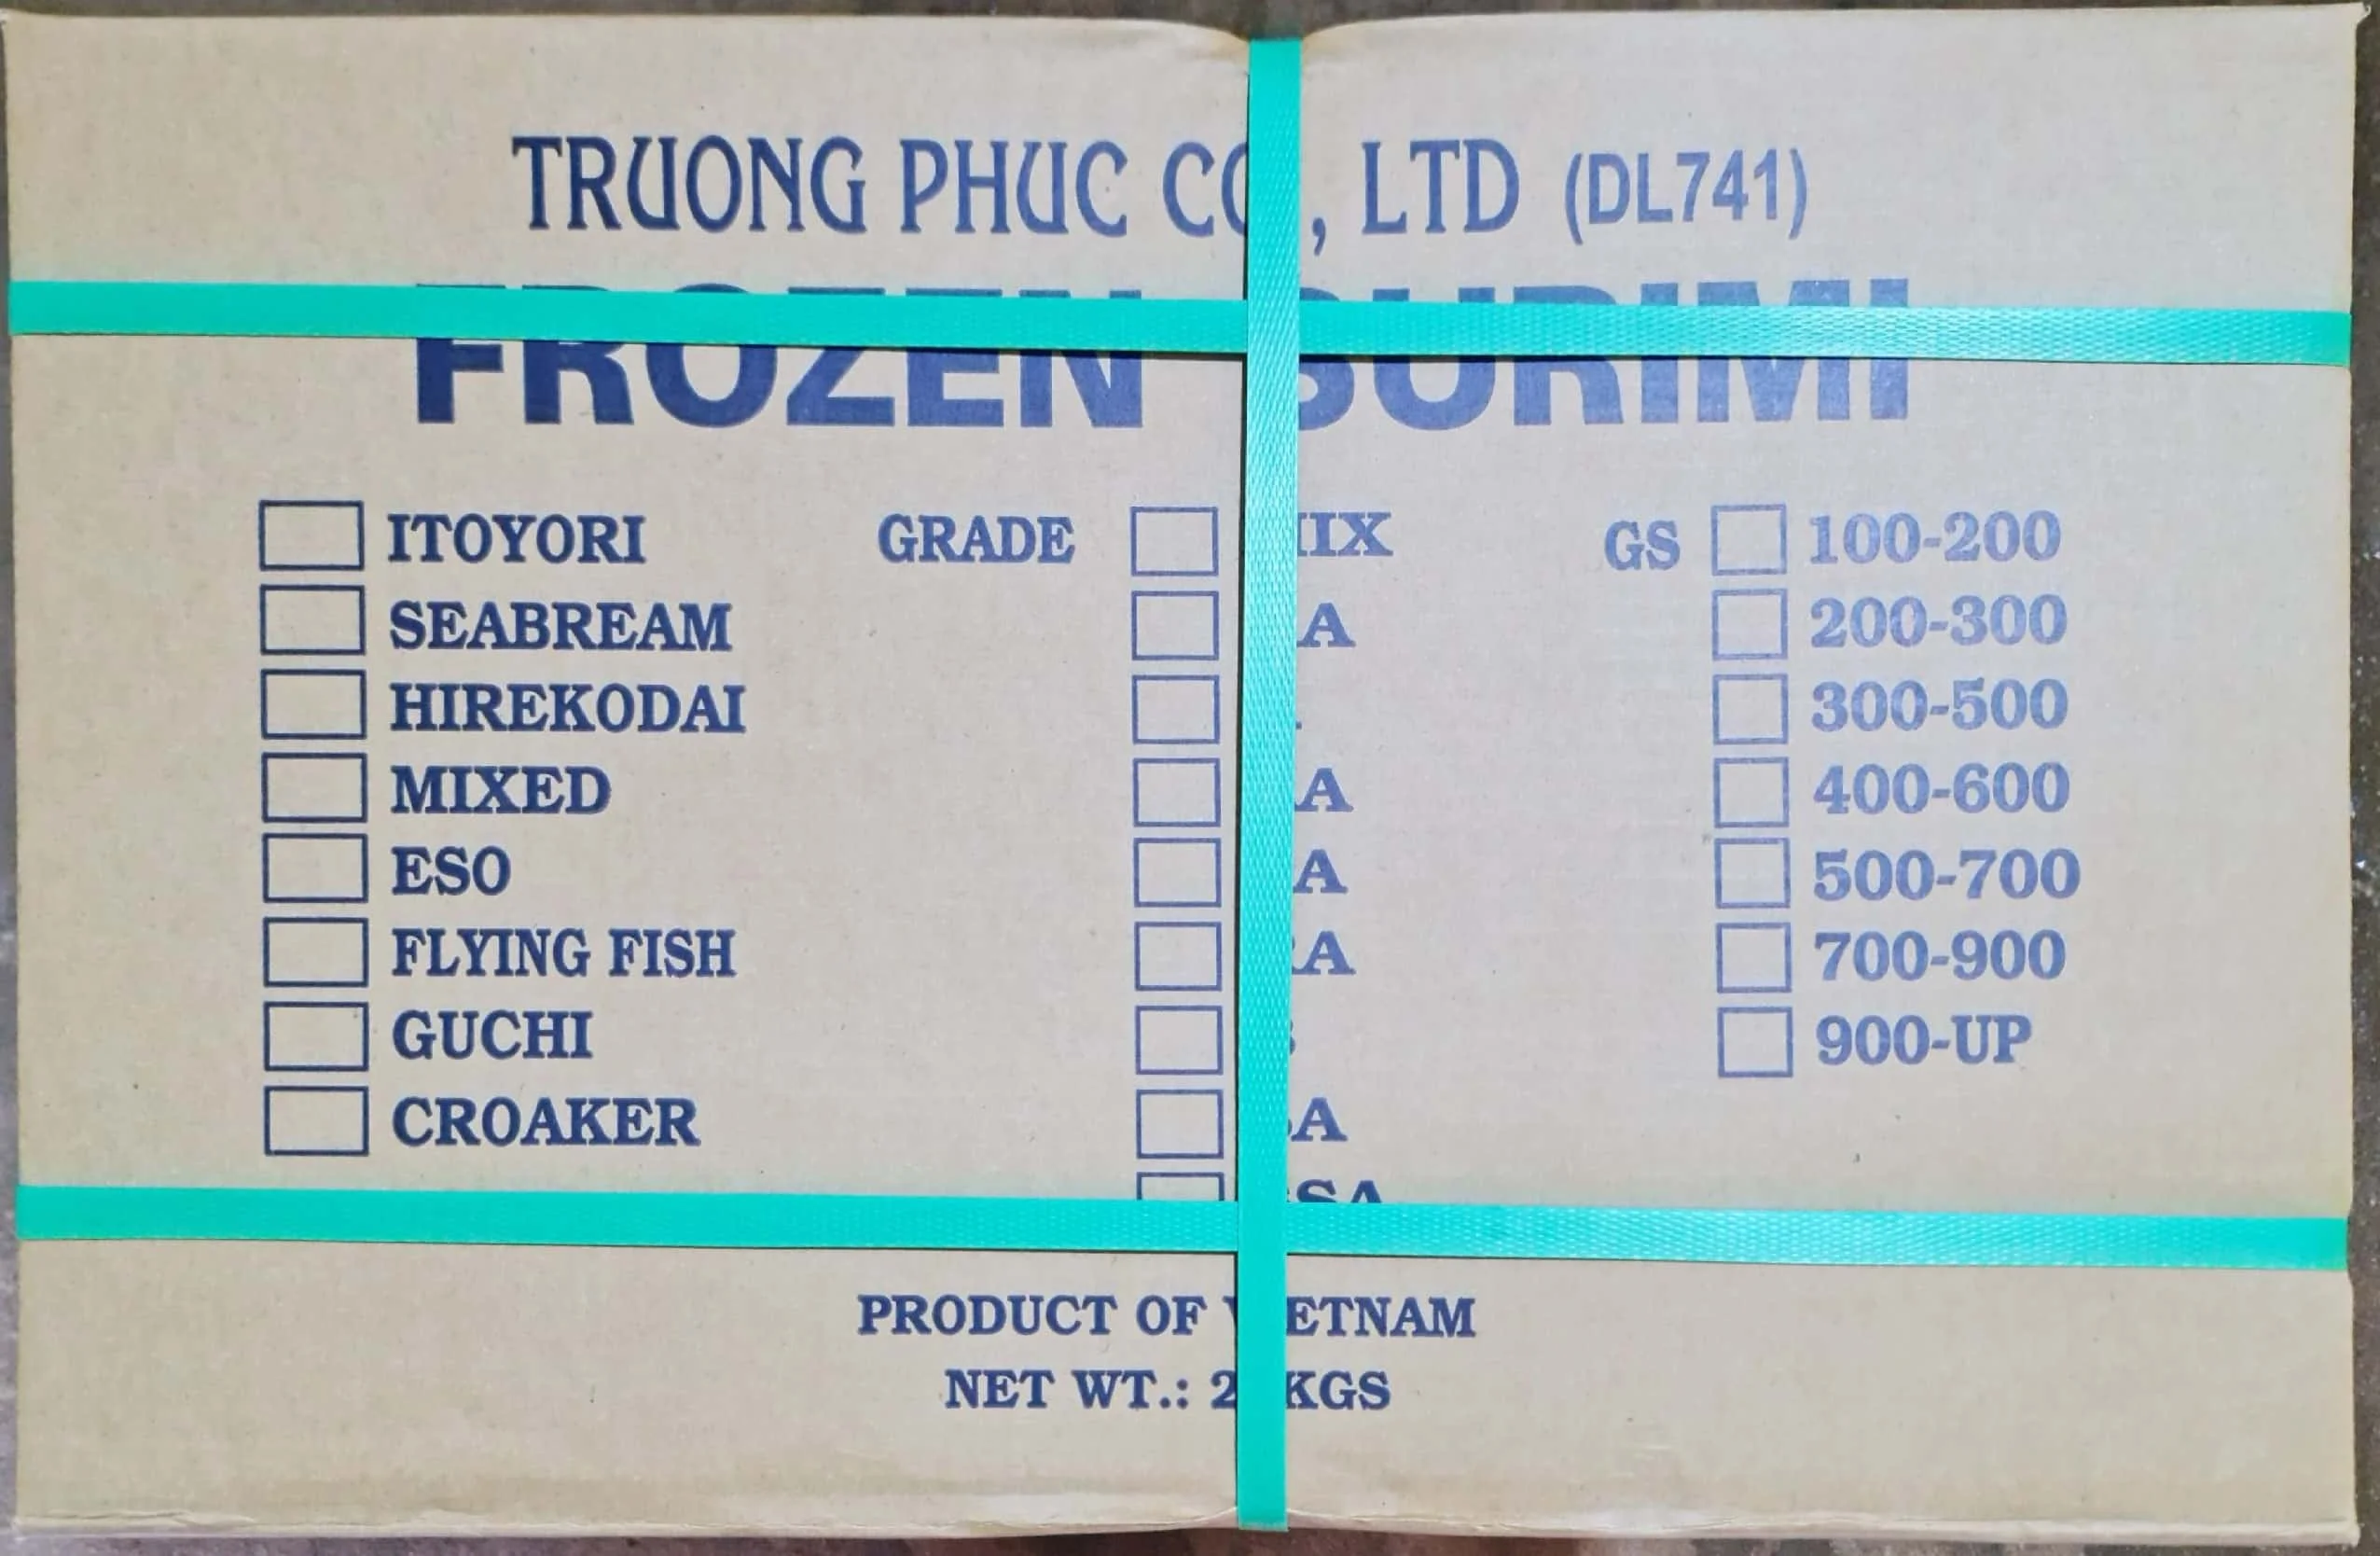 TRUONG PHUC CO , LTD (DL741)
FROZEN SURIMI
ITOYORI
SEABREAM
HIREKODAI
MIXED
ESO
FLYING FISH
GUCHI
CROAKER
GRADE
GS
100-200
200-300
300-500
400-600
500-700
700-900
900-UP
PRODUCT OF VIETNAM
NET WT.: KGS